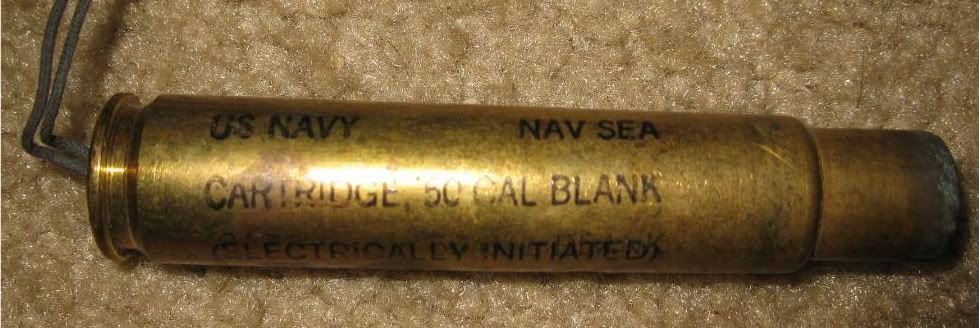 US NAVY NAV SEA
CARTRIDGE, 50 CAL BLANK
(ELECTRICALLY INITIATED)